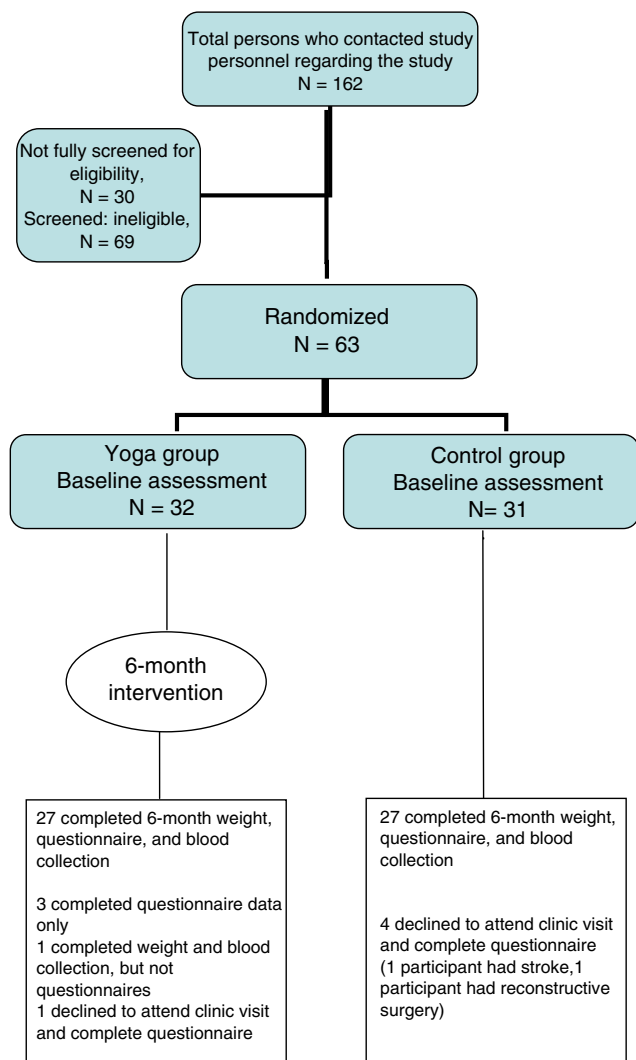 Total persons who contacted study
personnel regarding the study
N = 162
Not fully screened for
eligibility,
N = 30
Screened: ineligible,
N = 69
Randomized
N = 63
Yoga group
Baseline assessment
N = 32
Control group
Baseline assessment
N= 31
6-month
intervention
27 completed 6-month weight,
questionnaire, and blood
collection
3 completed questionnaire data
only
1 completed weight and blood
collection, but not
questionnaires
1 declined to attend clinic visit
and complete questionnaire
27 completed 6-month weight,
questionnaire, and blood
collection
4 declined to attend clinic visit
and complete questionnaire
(1 participant had stroke,1
participant had reconstructive
surgery)